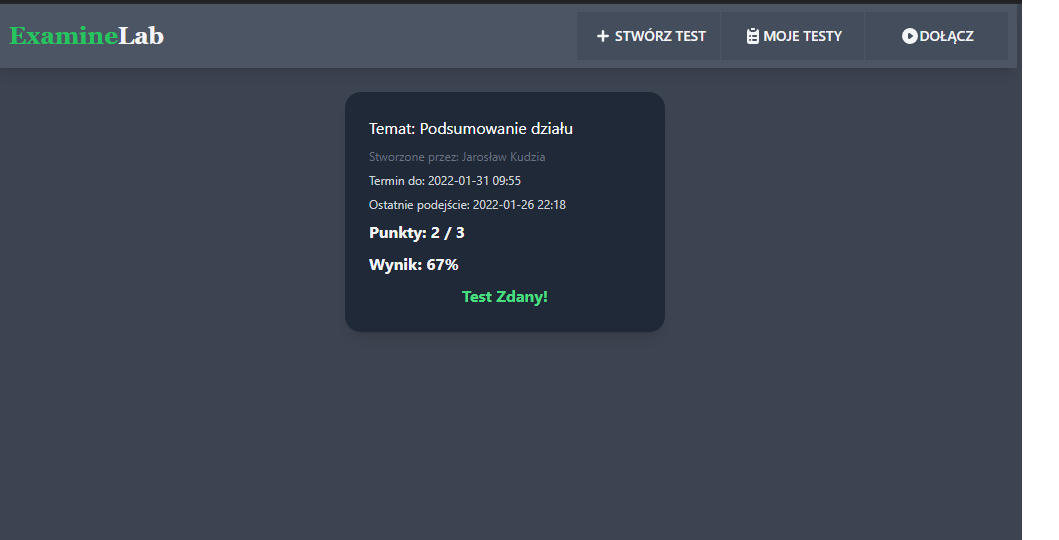 ExamineLab
STWÓRZ TEST
MOJE TESTY
DOŁĄCZ
Temat: Podsumowanie działu
Stworzone przez: Jarosław Kudzia
Termin do: 2022-01-31 09:55
Ostatnie podejście: 2022-01-26 22:18
Punkty: 2 / 3
Wynik: 67%
Test Zdany!